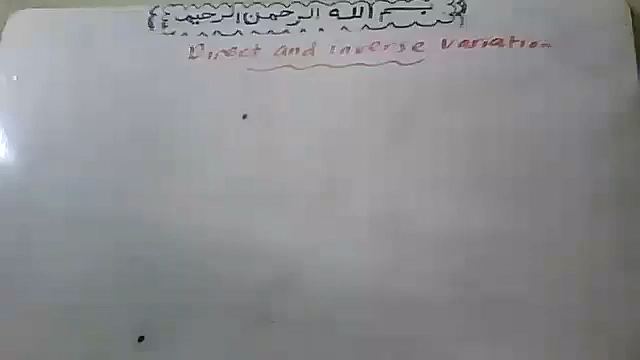 بسم الله الرحمن الرحيم
Direct and inverse variation